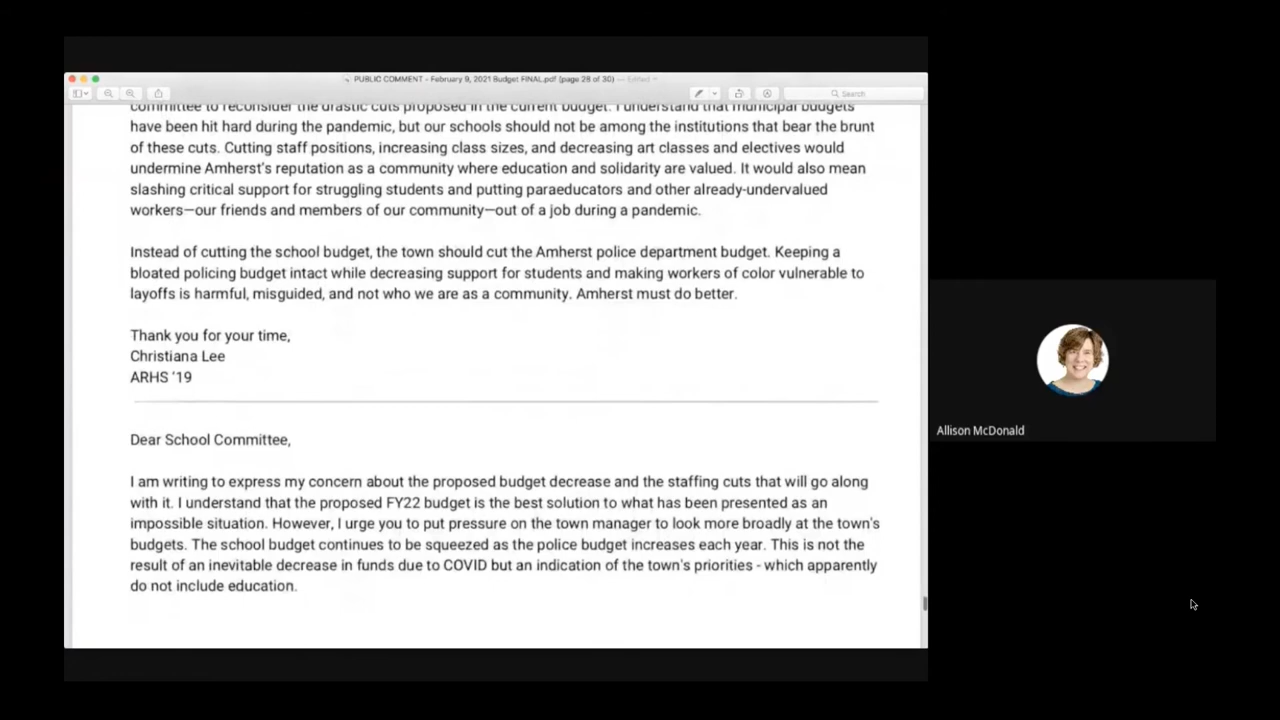 PUBLIC COMMENT - February 9, 2021 Budget FINAL.pdf (page 28 of 30) — Edited
Search
committee to reconsider the drastic cuts proposed in the current budget. I understand that municipal budgets
have been hit hard during the pandemic, but our schools should not be among the institutions that bear the brunt
of these cuts. Cutting staff positions, increasing class sizes, and decreasing art classes and electives would
undermine Amherst's reputation as a community where education and solidarity are valued. It would also mean
slashing critical support for struggling students and putting paraeducators and other already-undervalued
workers—our friends and members of our community—out of a job during a pandemic.
Instead of cutting the school budget, the town should cut the Amherst police department budget. Keeping a
bloated policing budget intact while decreasing support for students and making workers of color vulnerable to
layoffs is harmful, misguided, and not who we are as a community. Amherst must do better.
Thank you for your time,
Christiana Lee
ARHS '19
Dear School Committee,
I am writing to express my concern about the proposed budget decrease and the staffing cuts that will go along
with it. I understand that the proposed FY22 budget is the best solution to what has been presented as an
impossible situation. However, I urge you to put pressure on the town manager to look more broadly at the town's
budgets. The school budget continues to be squeezed as the police budget increases each year. This is not the
result of an inevitable decrease in funds due to COVID but an indication of the town's priorities - which apparently
do not include education.
Allison McDonald